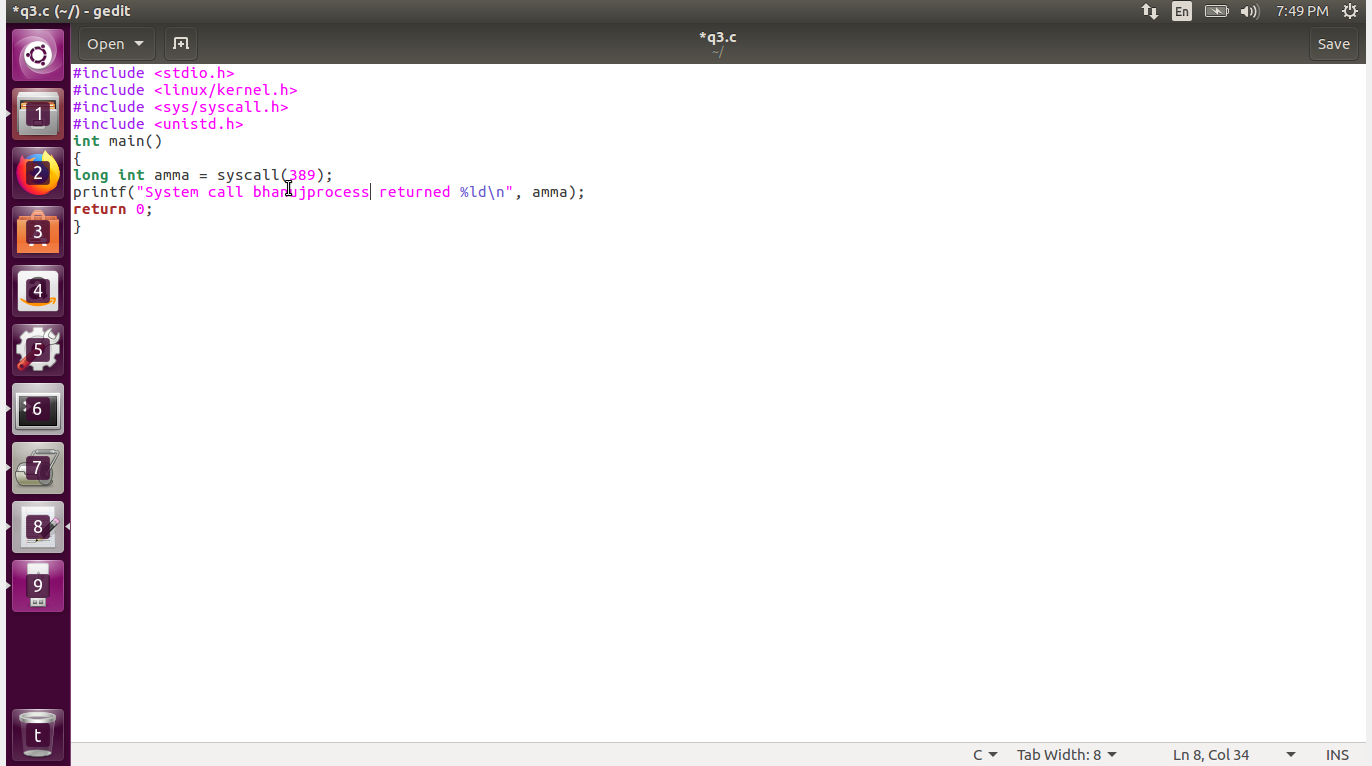 *q3.c (~/) - gedit
En
7:49 PM
Open
*q3.c
~/
Save
#include <stdio.h>
#include <linux/kernel.h>
#include <sys/syscall.h>
#include <unistd.h>
int main()
{
long int amma = syscall(389);
printf("System call bhanujprocess returned %ld\n", amma);
return 0;
}
1
2
3
4
5
6
7
8
9
t
C
Tab Width: 8
Ln 8, Col 34
INS